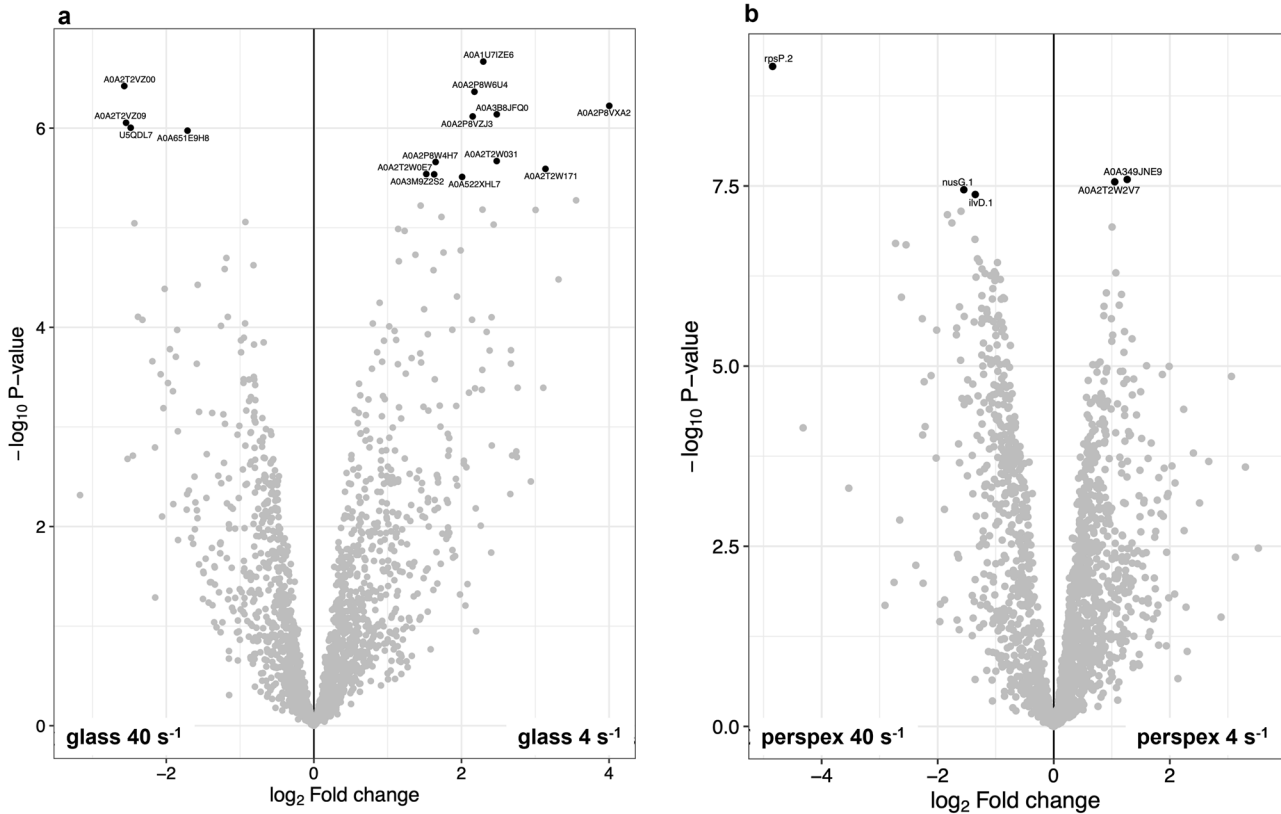 a
A0A1U7IZE6
A0A2T2VZ00
A0A2P8W6U4
A0A3B8JFQ0
A0A2P8VXA2
A0A2T2VZ09
A0A2P8VZJ3
U5QDL7
A0A651E9H8
A0A2P8W4H7
A0A2T2W031
A0A2T2W0E7
A0A2T2W171
A0A3M9Z2S2
A0A522XHL7
6
4
2
0
−log10 P−value
glass 40 s-1
glass 4 s-1
−2
0
2
4
log2 Fold change
b
rpsP.2
A0A349JNE9
nusG.1
A0A2T2W2V7
ilvD.1
7.5
5.0
2.5
0.0
−log10 P−value
perspex 40 s-1
perspex 4 s-1
−4
−2
0
2
log2 Fold change